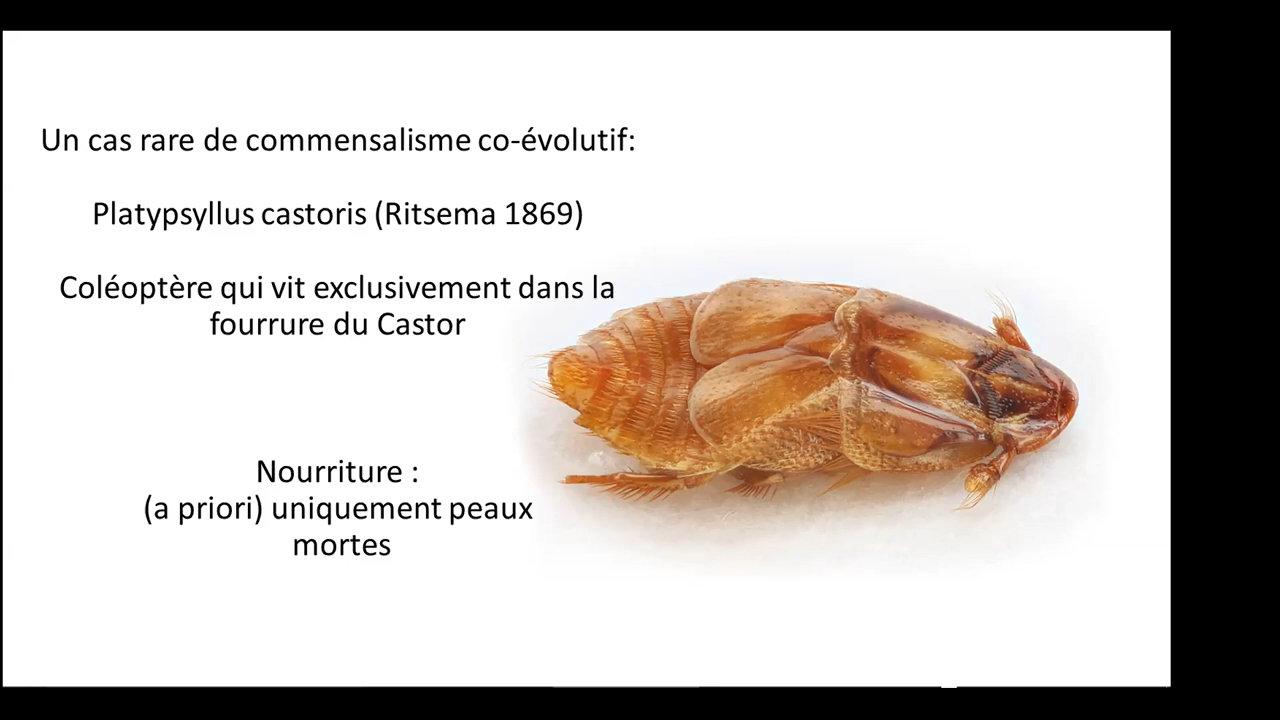 Un cas rare de commensalisme co-évolutif:
Platypsyllus castoris (Ritsema 1869)
Coléoptère qui vit exclusivement dans la
fourrure du Castor
Nourriture :
(a priori) uniquement peaux
mortes